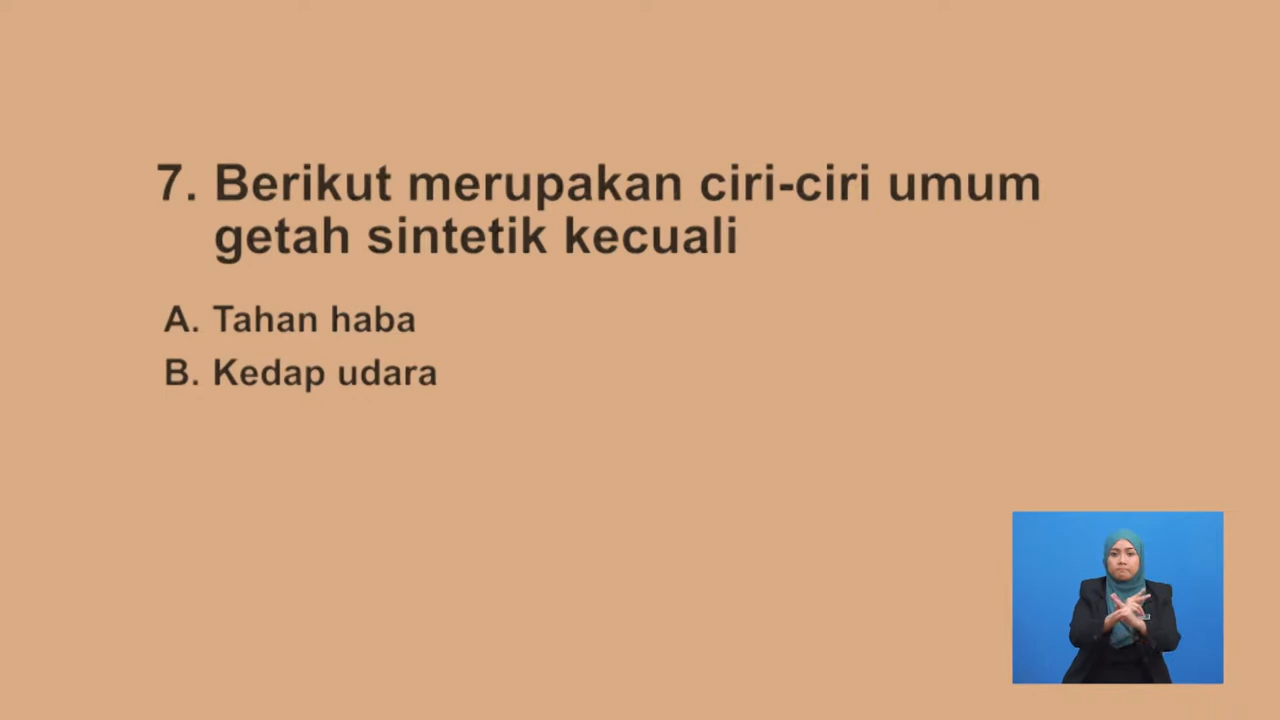 7. Berikut merupakan ciri-ciri umum
getah sintetik kecuali
A. Tahan haba
B. Kedap udara